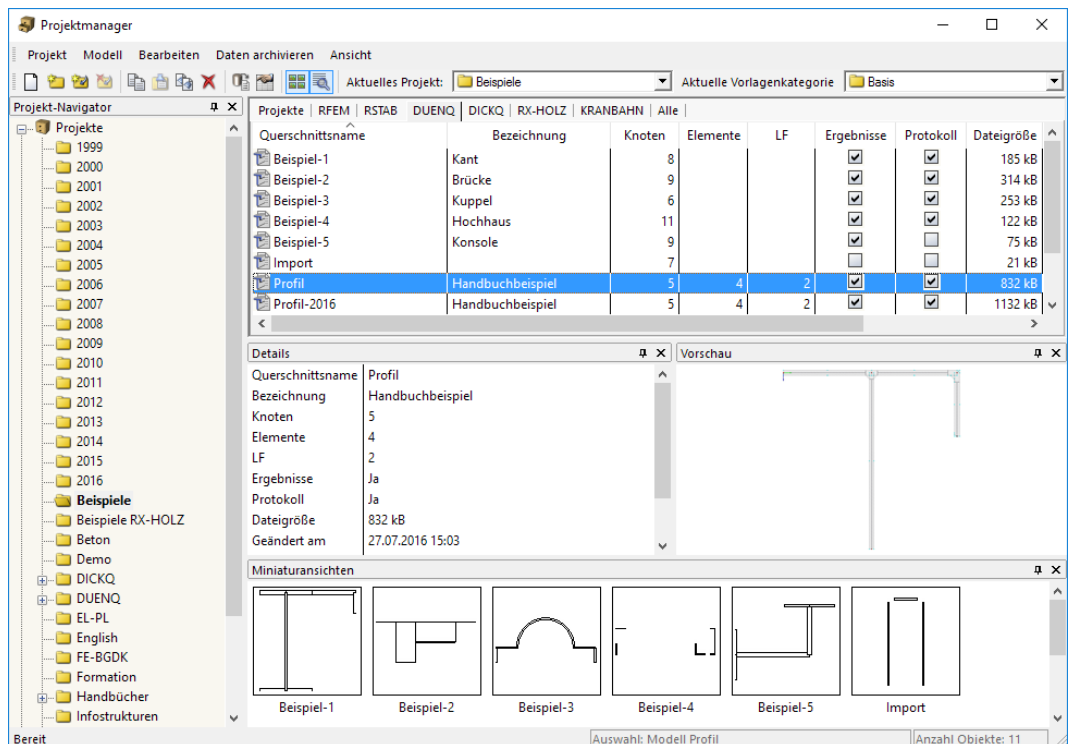 Projektmanager
Projekt Modell Bearbeiten Daten archivieren Ansicht
Aktuelles Projekt: Beispiele Aktuelle Vorlagenkategorie Basis
Projekt-Navigator
Projekte
1999
2000
2001
2002
2003
2004
2005
2006
2007
2008
2009
2010
2011
2012
2013
2014
2015
2016
Beispiele
Beispiele RX-HOLZ
Beton
Demo
DICKQ
DUENQ
EL-PL
English
FE-BGDK
Formation
Handbücher
Infostrukturen
Projekte | RFEM | RSTAB DUENQ | DICKQ | RX-HOLZ | KRANBAHN | Alle |
Querschnittsname Bezeichnung Knoten Elemente LF Ergebnisse Protokoll Dateigröße
Beispiel-1 Kant 8 185 kB
Beispiel-2 Brücke 9 314 kB
Beispiel-3 Kuppel 6 253 kB
Beispiel-4 Hochhaus 11 122 kB
Beispiel-5 Konsole 9 75 kB
Import 7 21 kB
Profil Handbuchbeispiel 5 4 2 832 kB
Profil-2016 Handbuchbeispiel 5 4 2 1132 kB
Details
Querschnittsname Profil
Bezeichnung Handbuchbeispiel
Knoten 5
Elemente 4
LF 2
Ergebnisse Ja
Protokoll Ja
Dateigröße 832 kB
Geändert am 27.07.2016 15:03
Vorschau
Miniaturansichten
Beispiel-1 Beispiel-2 Beispiel-3 Beispiel-4 Beispiel-5 Import
Bereit Auswahl: Modell Profil Anzahl Objekte: 11